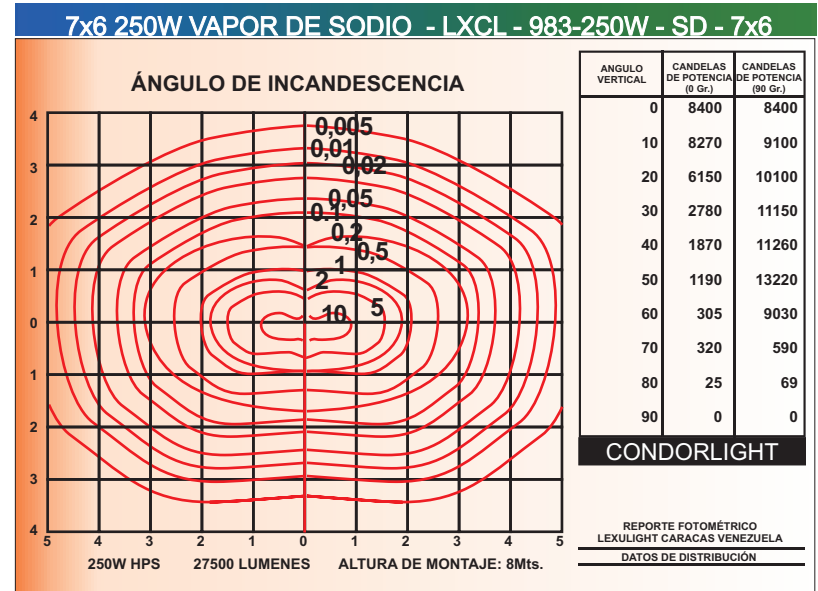 7x6 250W VAPOR DE SODIO - LXCL - 983-250W - SD - 7x6
ÁNGULO DE INCANDESCENCIA
4
3
2
1
0
1
2
3
4
0,005
0,01
0,02
0,05
0.1
0,2
0,5
1
2
5
10
5 4 3 2 1 0 1 2 3 4 5
250W HPS 27500 LUMENES ALTURA DE MONTAJE: 8Mts.
ANGULO VERTICAL
CANDELAS DE POTENCIA (0 Gr.)
CANDELAS DE POTENCIA (90 Gr.)
0 8400 8400
10 8270 9100
20 6150 10100
30 2780 11150
40 1870 11260
50 1190 13220
60 305 9030
70 320 590
80 25 69
90 0 0
CONDORLIGHT
REPORTE FOTOMÉTRICO
LEXULIGHT CARACAS VENEZUELA
DATOS DE DISTRIBUCIÓN